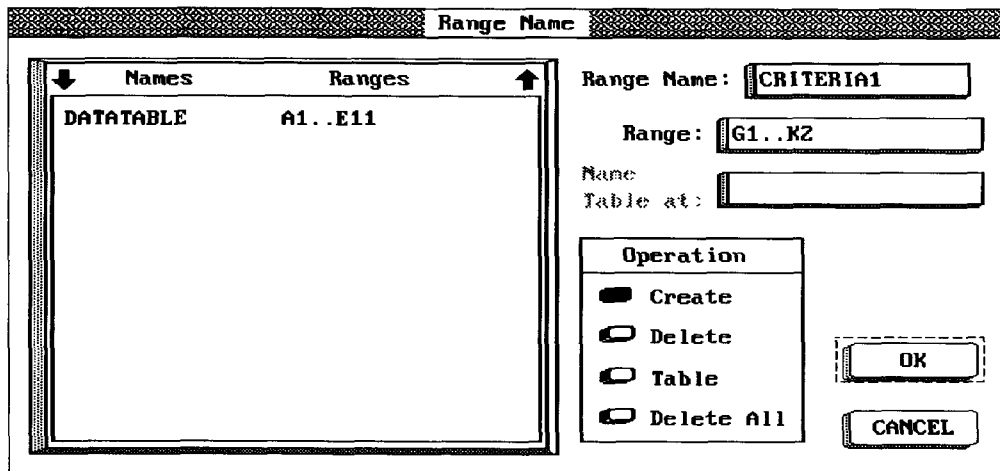 Range Name
Names Ranges
DATATABLE A1..E11
Range Name: CRITERIA1
Range: G1..K2
Name
Table at:
Operation
Create
Delete
Table
Delete All
OK
CANCEL